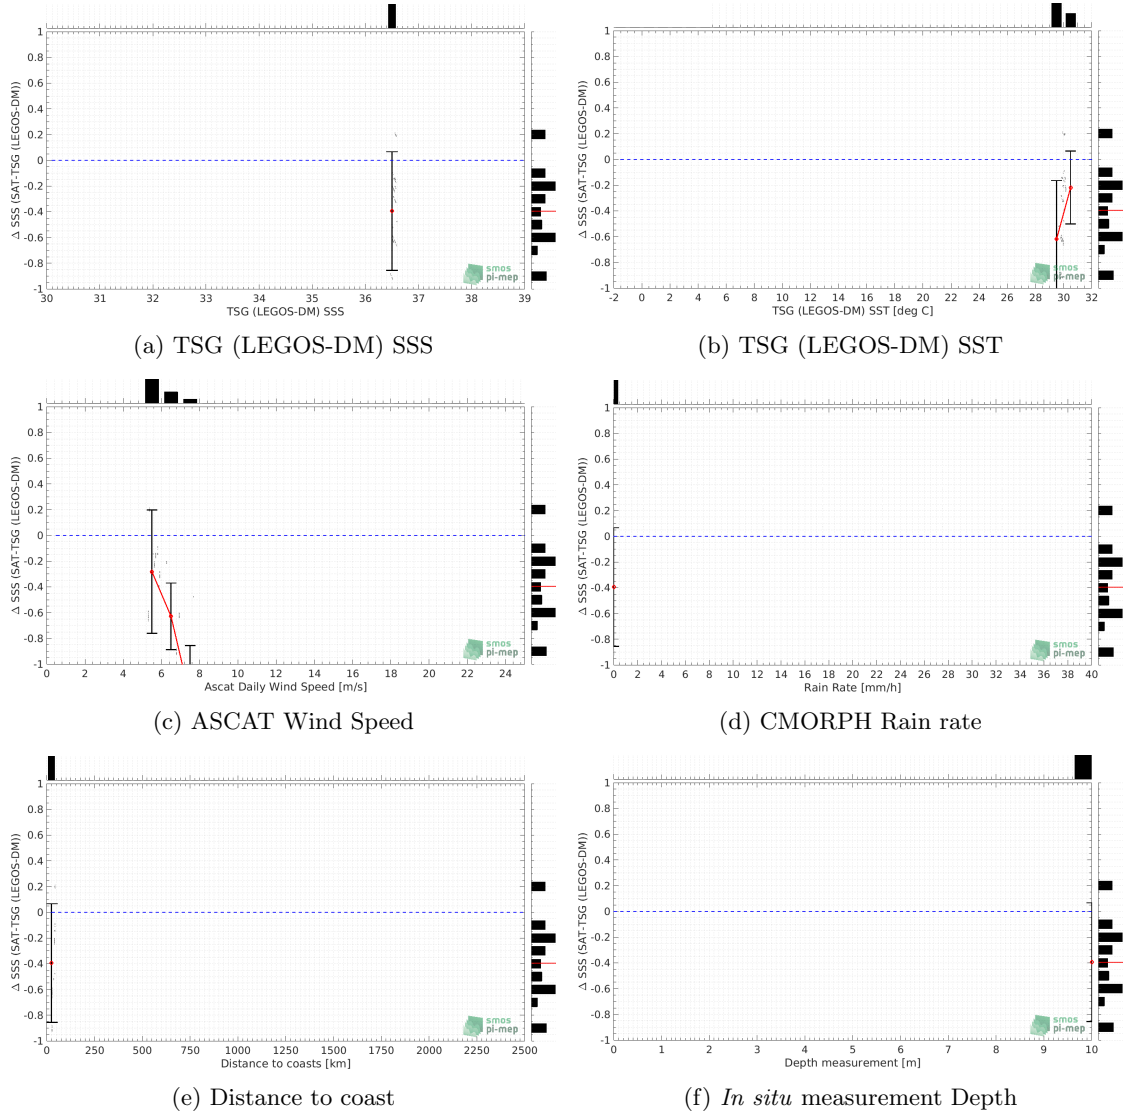 1
0.8
0.6
0.4
0.2
0
-0.2
-0.4
-0.6
-0.8
-1
Δ SSS (SAT-TSG (LEGOS-DM))
30 31 32 33 34 35 36 37 38 39
TSG (LEGOS-DM) SSS
smos
pi-mep
(a) TSG (LEGOS-DM) SSS
1
0.8
0.6
0.4
0.2
0
-0.2
-0.4
-0.6
-0.8
-1
Δ SSS (SAT-TSG (LEGOS-DM))
-2 0 2 4 6 8 10 12 14 16 18 20 22 24 26 28 30 32
TSG (LEGOS-DM) SST [deg C]
smos
pi-mep
(b) TSG (LEGOS-DM) SST
1
0.8
0.6
0.4
0.2
0
-0.2
-0.4
-0.6
-0.8
-1
Δ SSS (SAT-TSG (LEGOS-DM))
0 2 4 6 8 10 12 14 16 18 20 22 24
Ascat Daily Wind Speed [m/s]
smos
pi-mep
(c) ASCAT Wind Speed
1
0.8
0.6
0.4
0.2
0
-0.2
-0.4
-0.6
-0.8
-1
Δ SSS (SAT-TSG (LEGOS-DM))
0 2 4 6 8 10 12 14 16 18 20 22 24 26 28 30 32 34 36 38 40
Rain Rate [mm/h]
smos
pi-mep
(d) CMORPH Rain rate
1
0.8
0.6
0.4
0.2
0
-0.2
-0.4
-0.6
-0.8
-1
Δ SSS (SAT-TSG (LEGOS-DM))
0 250 500 750 1000 1250 1500 1750 2000 2250 2500
Distance to coasts [km]
smos
pi-mep
(e) Distance to coast
1
0.8
0.6
0.4
0.2
0
-0.2
-0.4
-0.6
-0.8
-1
Δ SSS (SAT-TSG (LEGOS-DM))
0 1 2 3 4 5 6 7 8 9 10
Depth measurement [m]
smos
pi-mep
(f) In situ measurement Depth